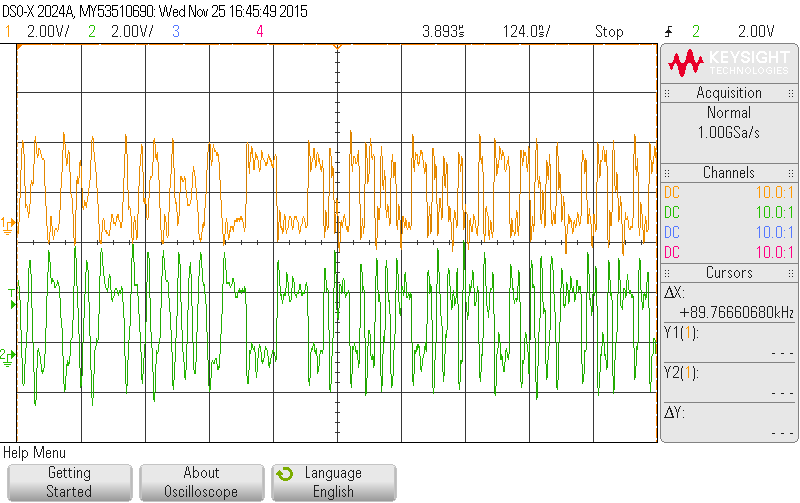 DSO-X 2024A, MY53510690: Wed Nov 25 16:45:49 2015
1 2.00V/ 2 2.00V/ 3 4 3.893s 124.0s/ Stop 2 2.00V
KEYSIGHT
TECHNOLOGIES
Acquisition
Normal
1.00GSa/s
Channels
DC 10.0:1
DC 10.0:1
DC 10.0:1
DC 10.0:1
Cursors
ΔX:
+89.76660680kHz
Y1(1):
- - -
Y2(1):
- - -
ΔY:
- - -
1
T
2
Help Menu
Getting
Started
About
Oscilloscope
Language
English